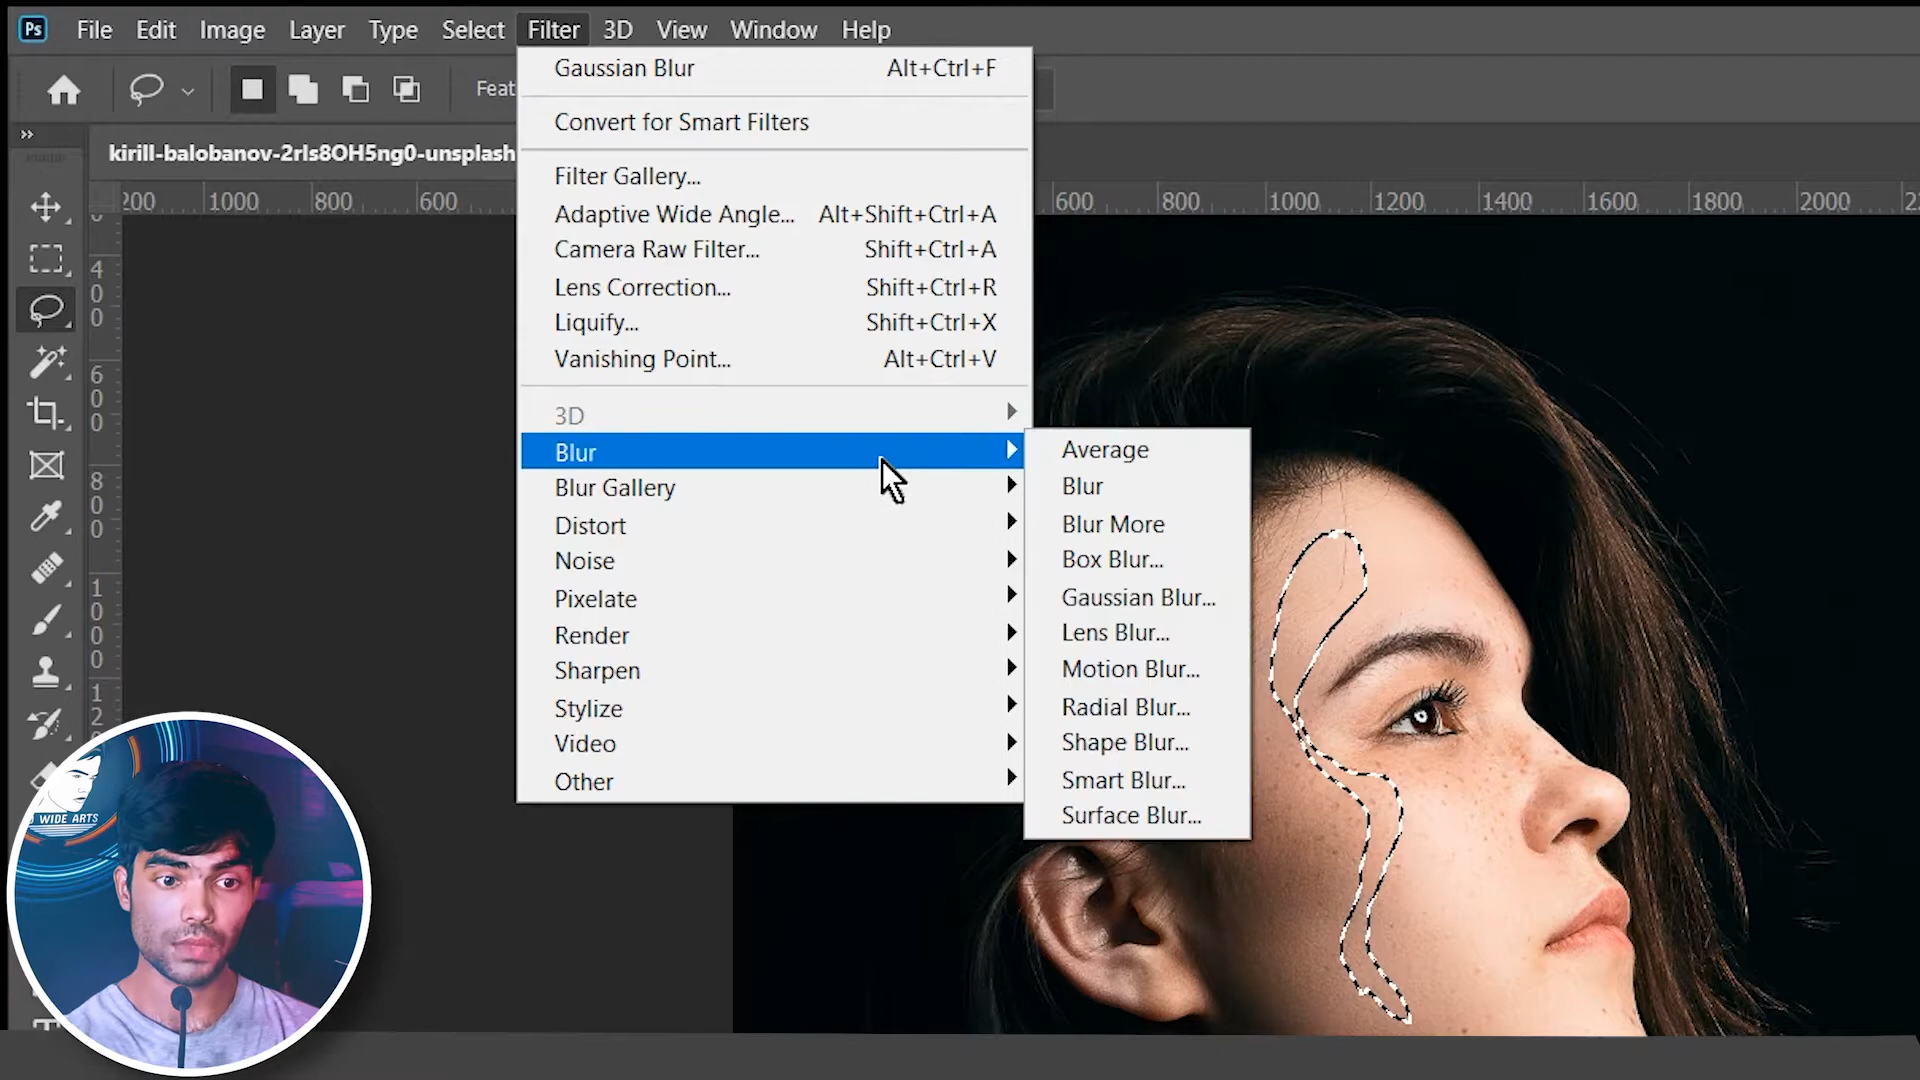 Ps File Edit Image Layer Type Select Filter 3D View Window Help
Feat
kirill-balobanov-2rls8OH5ng0-unsplash
200 1000 800 600
600 800 1000 1200 1400 1600 1800 2000
400
600
800
1000
Gaussian Blur Alt+Ctrl+F
Convert for Smart Filters
Filter Gallery...
Adaptive Wide Angle... Alt+Shift+Ctrl+A
Camera Raw Filter... Shift+Ctrl+A
Lens Correction... Shift+Ctrl+R
Liquify... Shift+Ctrl+X
Vanishing Point... Alt+Ctrl+V
3D
Blur
Blur Gallery
Distort
Noise
Pixelate
Render
Sharpen
Stylize
Video
Other
Average
Blur
Blur More
Box Blur...
Gaussian Blur...
Lens Blur...
Motion Blur...
Radial Blur...
Shape Blur...
Smart Blur...
Surface Blur...
WIDE ARTS